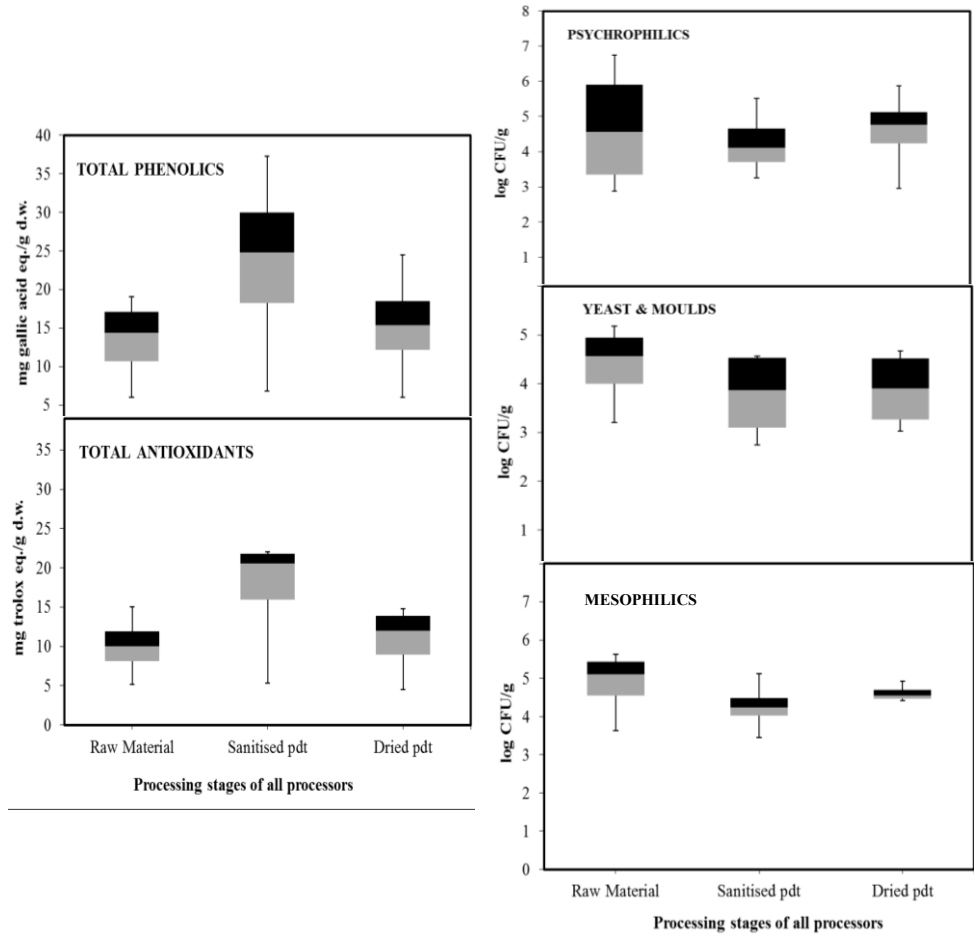 TOTAL PHENOLICS
mg gallic acid eq./g d.w.
40
35
30
25
20
15
10
5
TOTAL ANTIOXIDANTS
mg trolox eq./g d.w.
35
30
25
20
15
10
5
0
Raw Material Sanitised pdt Dried pdt
Processing stages of all processors
PSYCHROPHILICS
log CFU/g
8
7
6
5
4
3
2
1
YEAST & MOULDS
log CFU/g
5
4
3
2
1
MESOPHILICS
log CFU/g
7
6
5
4
3
2
1
0
Raw Material Sanitised pdt Dried pdt
Processing stages of all processors